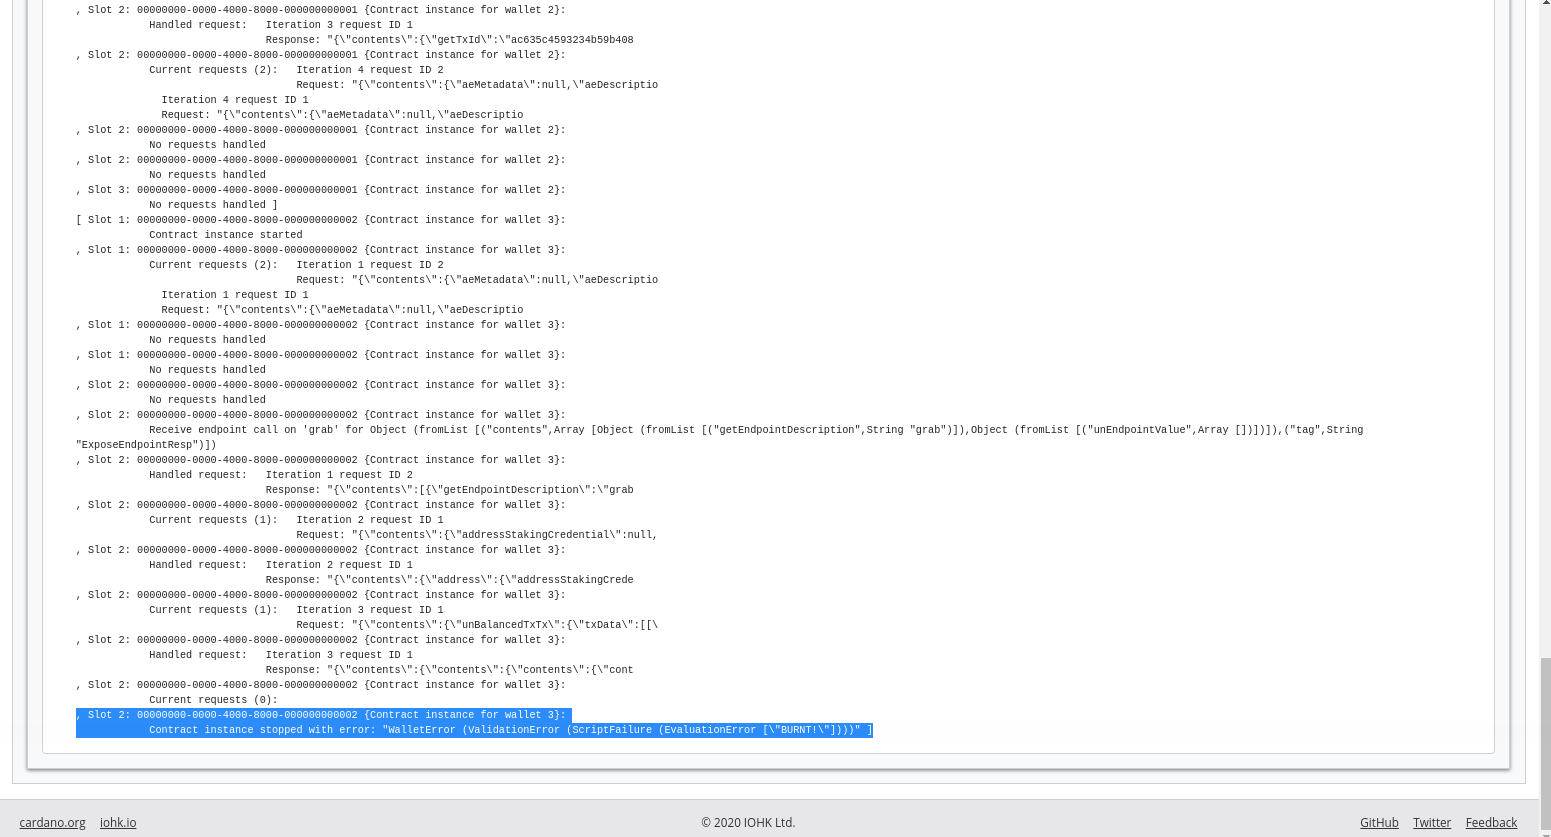 , Slot 2: 00000000-0000-4000-8000-000000000001 {Contract instance for wallet 2}:
Handled request: Iteration 3 request ID 1
Response: "{\"contents\":{\"getTxId\":\"ac635c4593234b59b408
, Slot 2: 00000000-0000-4000-8000-000000000001 {Contract instance for wallet 2}:
Current requests (2): Iteration 4 request ID 2
Request: "{\"contents\":{\"aeMetadata\":null,\"aeDescriptio
Iteration 4 request ID 1
Request: "{\"contents\":{\"aeMetadata\":null,\"aeDescriptio
, Slot 2: 00000000-0000-4000-8000-000000000001 {Contract instance for wallet 2}:
No requests handled
, Slot 2: 00000000-0000-4000-8000-000000000001 {Contract instance for wallet 2}:
No requests handled
, Slot 3: 00000000-0000-4000-8000-000000000001 {Contract instance for wallet 2}:
No requests handled ]
[ Slot 1: 00000000-0000-4000-8000-000000000002 {Contract instance for wallet 3}:
Contract instance started
, Slot 1: 00000000-0000-4000-8000-000000000002 {Contract instance for wallet 3}:
Current requests (2): Iteration 1 request ID 2
Request: "{\"contents\":{\"aeMetadata\":null,\"aeDescriptio
Iteration 1 request ID 1
Request: "{\"contents\":{\"aeMetadata\":null,\"aeDescriptio
, Slot 1: 00000000-0000-4000-8000-000000000002 {Contract instance for wallet 3}:
No requests handled
, Slot 1: 00000000-0000-4000-8000-000000000002 {Contract instance for wallet 3}:
No requests handled
, Slot 2: 00000000-0000-4000-8000-000000000002 {Contract instance for wallet 3}:
No requests handled
, Slot 2: 00000000-0000-4000-8000-000000000002 {Contract instance for wallet 3}:
Receive endpoint call on 'grab' for Object (fromList [("contents",Array [Object (fromList [("getEndpointDescription",String "grab")]),Object (fromList [("unEndpointValue",Array [])])]),("tag",String
"ExposeEndpointResp")])
, Slot 2: 00000000-0000-4000-8000-000000000002 {Contract instance for wallet 3}:
Handled request: Iteration 1 request ID 2
Response: "{\"contents\":[{\"getEndpointDescription\":\"grab
, Slot 2: 00000000-0000-4000-8000-000000000002 {Contract instance for wallet 3}:
Current requests (1): Iteration 2 request ID 1
Request: "{\"contents\":{\"addressStakingCredential\":null,
, Slot 2: 00000000-0000-4000-8000-000000000002 {Contract instance for wallet 3}:
Handled request: Iteration 2 request ID 1
Response: "{\"contents\":{\"address\":{\"addressStakingCrede
, Slot 2: 00000000-0000-4000-8000-000000000002 {Contract instance for wallet 3}:
Current requests (1): Iteration 3 request ID 1
Request: "{\"contents\":{\"unBalancedTxTx\":{\"txData\":[[\
, Slot 2: 00000000-0000-4000-8000-000000000002 {Contract instance for wallet 3}:
Handled request: Iteration 3 request ID 1
Response: "{\"contents\":{\"contents\":{\"contents\":{\"cont
, Slot 2: 00000000-0000-4000-8000-000000000002 {Contract instance for wallet 3}:
Current requests (0):
, Slot 2: 00000000-0000-4000-8000-000000000002 {Contract instance for wallet 3}:
Contract instance stopped with error: "WalletError (ValidationError (ScriptFailure (EvaluationError [\"BURNT!\"])))" ]
cardano.org iohk.io © 2020 IOHK Ltd. GitHub Twitter Feedback